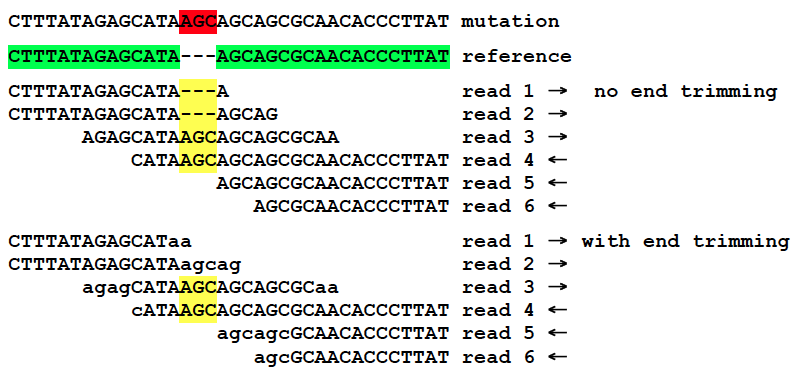 CTTTATAGAGCATAAGCAGCAGCGCAACACCCTTAT mutation
CTTTATAGAGCATA---AGCAGCGCAACACCCTTAT reference
CTTTATAGAGCATA---A read 1 → no end trimming
CTTTATAGAGCATA---AGCAG read 2 →
AGAGCATAAGCAGCAGCGCAA read 3 →
CATAAGCAGCAGCGCAACACCCTTAT read 4 ←
AGCAGCGCAACACCCTTAT read 5 ←
AGCGCAACACCCTTAT read 6 ←
CTTTATAGAGCATaa read 1 → with end trimming
CTTTATAGAGCATAagcag read 2 →
agagCATAAGCAGCAGCGCaa read 3 →
cATAAGCAGCAGCGCAACACCCTTAT read 4 ←
agcagcGCAACACCCTTAT read 5 ←
agcGCAACACCCTTAT read 6 ←